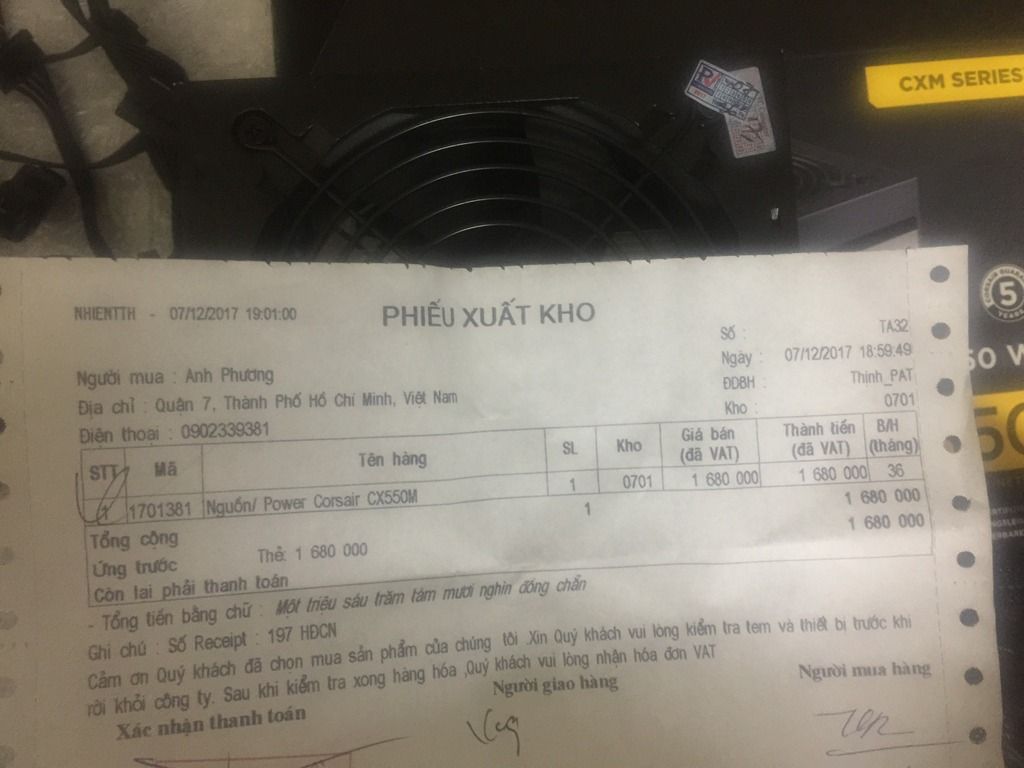 CXM SERIES
NHIENTTH - 07/12/2017 19:01:00
PHIẾU XUẤT KHO
Số : TA32
Ngày : 07/12/2017 18:59:49
ĐDBH : Thịnh_PAT
Kho : 0701
Người mua : Anh Phương
Địa chỉ : Quận 7, Thành Phố Hồ Chí Minh, Việt Nam
Điện thoại : 0902339381
STT Mã Tên hàng SL Kho Giá bán (đã VAT) Thành tiền (đã VAT) B/H (tháng)
1 1701381 Nguồn/ Power Corsair CX550M 1 0701 1 680 000 1 680 000 36
Tổng cộng 1 1 680 000
Ứng trước Thẻ: 1 680 000 1 680 000
Còn lại phải thanh toán
- Tổng tiền bằng chữ : Một triệu sáu trăm tám mươi nghìn đồng chẵn
Ghi chú : Số Receipt : 197 HĐCN
Cảm ơn Quý khách đã chọn mua sản phẩm của chúng tôi .Xin Quý khách vui lòng kiểm tra tem và thiết bị trước khi
rời khỏi công ty. Sau khi kiểm tra xong hàng hóa ,Quý khách vui lòng nhận hóa đơn VAT
Xác nhận thanh toán Người giao hàng Người mua hàng
5
YEARS